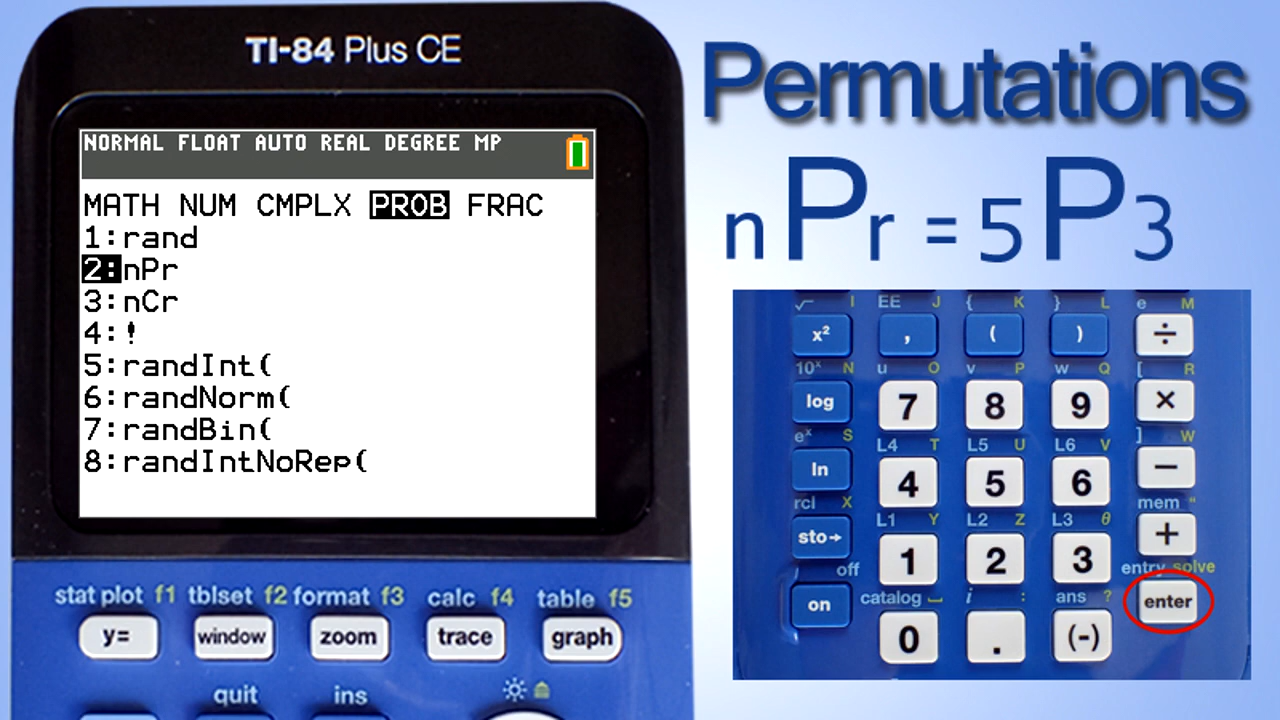 TI-84 Plus CE
NORMAL FLOAT AUTO REAL DEGREE MP
MATH NUM CMPLX PROB FRAC
1:rand
2:nPr
3:nCr
4:!
5:randInt(
6:randNorm(
7:randBin(
8:randIntNoRep(
stat plot f1 tblset f2 format f3 calc f4 table f5
y= window zoom trace graph
quit ins
Permutations
nPr = 5P3
√ I EE J { K } L e M
x² , ( ) ÷
10ˣ N u O v P w Q [ R
log 7 8 9 ×
eˣ S L4 T L5 U L6 V ] W
ln 4 5 6 −
rcl X L1 Y L2 Z L3 θ mem "
sto→ 1 2 3 +
off catalog ⎵ i : ans ? entry solve
on 0 . (-) enter